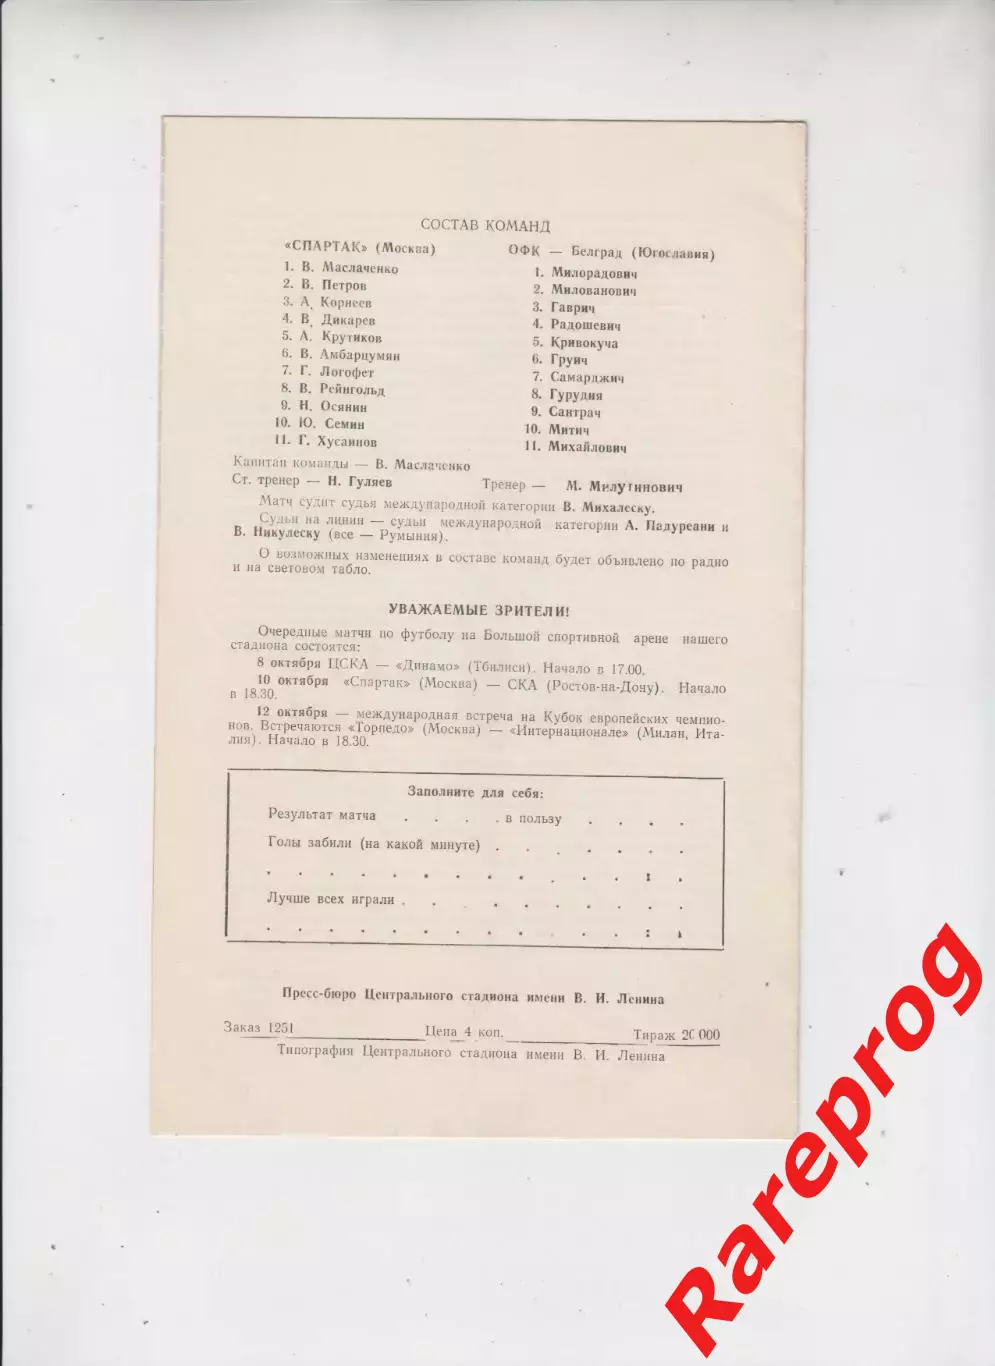 СОСТАВ КОМАНД
«СПАРТАК» (Москва)
1. В. Маслаченко
2. В. Петров
3. А. Корнеев
4. В. Дикарев
5. А. Крутиков
6. В. Амбарцумян
7. Г. Логофет
8. В. Рейнгольд
9. Н. Осянин
10. Ю. Семин
11. Г. Хусаинов
ОФК — Белград (Югославия)
1. Милорадович
2. Милованович
3. Гаврич
4. Радошевич
5. Кривокуча
6. Груич
7. Самарджич
8. Гурудия
9. Сантрач
10. Митич
11. Михайлович
Капитан команды — В. Маслаченко
Ст. тренер — Н. Гуляев Тренер — М. Милутинович
Матч судит судья международной категории В. Михалеску.
Судьи на линии — судьи международной категории А. Падуреани и
В. Никулеску (все — Румыния).
О возможных изменениях в составе команд будет объявлено по радио
и на световом табло.
УВАЖАЕМЫЕ ЗРИТЕЛИ!
Очередные матчи по футболу на Большой спортивной арене нашего
стадиона состоятся:
8 октября ЦСКА — «Динамо» (Тбилиси). Начало в 17.00.
10 октября «Спартак» (Москва) — СКА (Ростов-на-Дону). Начало
в 18.30.
12 октября — международная встреча на Кубок европейских чемпио-
нов. Встречаются «Торпедо» (Москва) — «Интернационале» (Милан, Ита-
лия). Начало в 18.30.
Заполните для себя:
Результат матча . . . . в пользу . . . .
Голы забили (на какой минуте) . . . . . . .
. . . . . . . . . . . . . .
Лучше всех играли . . . . . . . . .
. . . . . . . . . . . . . .
Пресс-бюро Центрального стадиона имени В. И. Ленина
Заказ 1251 Цена 4 коп. Тираж 20 000
Типография Центрального стадиона имени В. И. Ленина
Rareprog